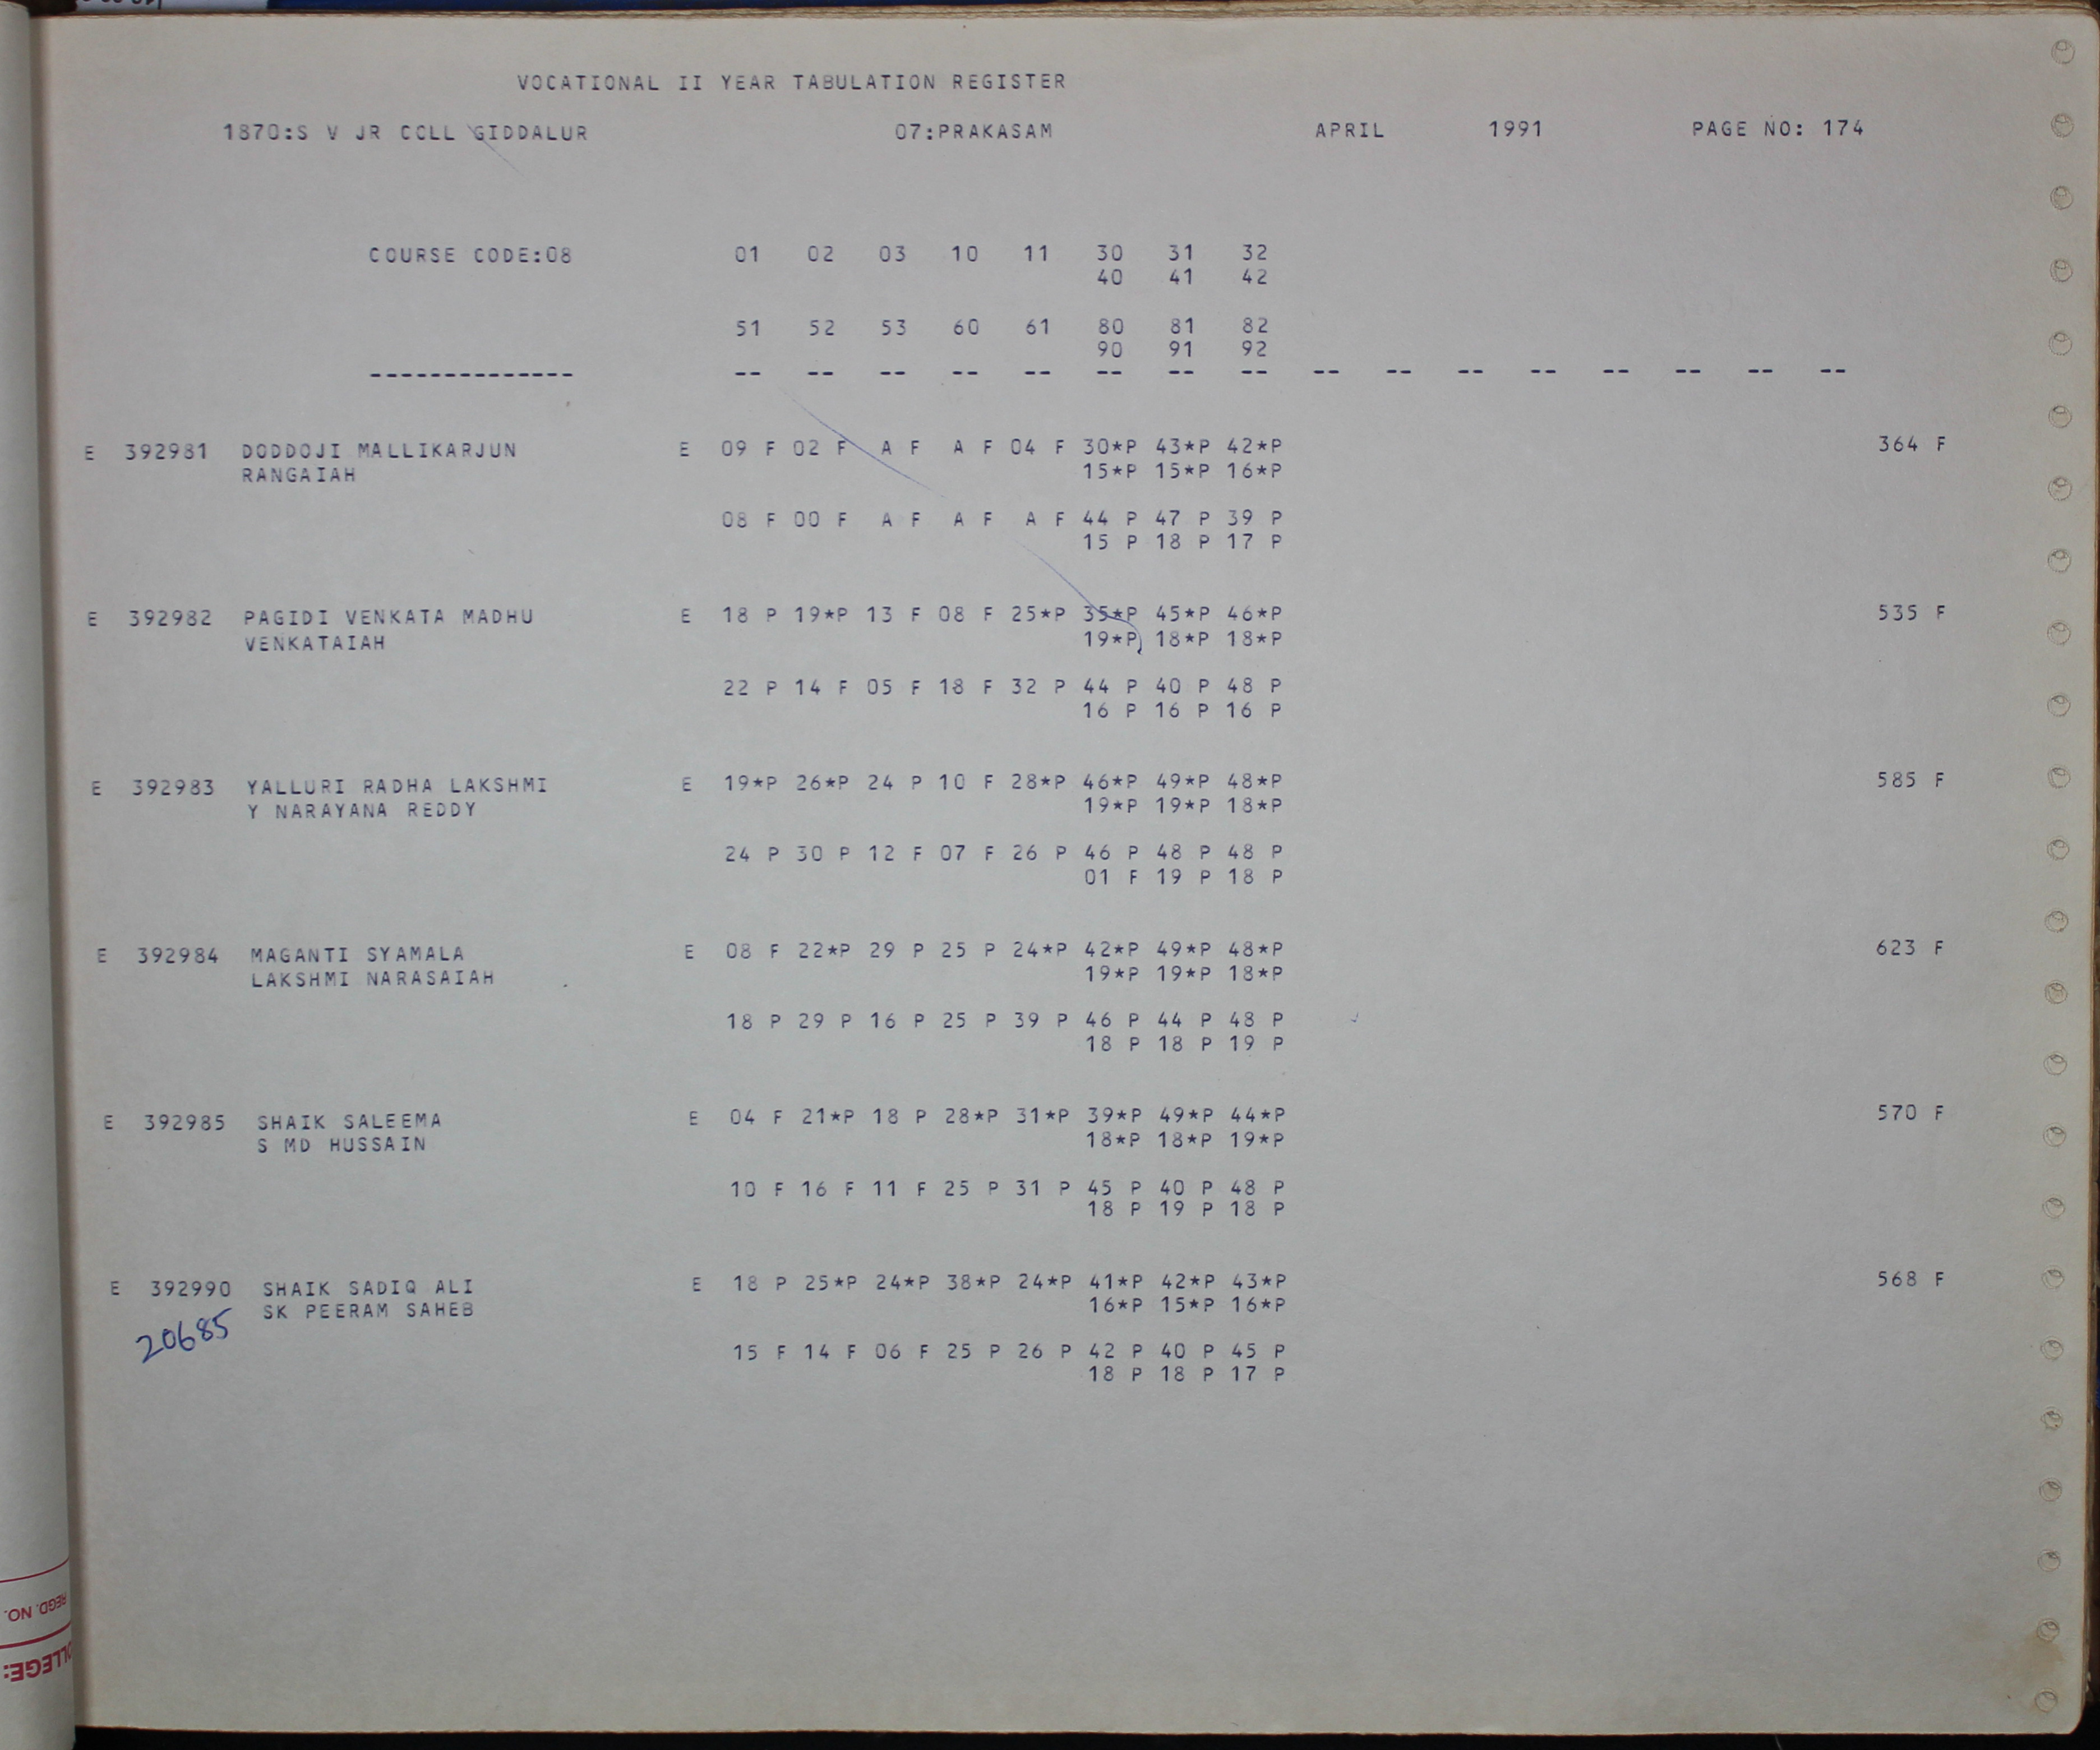 VOCATIONAL II YEAR TABULATION REGISTER
1870:S V JR COLL GIDDALUR 07:PRAKASAM APRIL 1991 PAGE NO: 174
COURSE CODE:08 01 02 03 10 11 30 31 32
40 41 42
51 52 53 60 61 80 81 82
90 91 92
-------------- -- -- -- -- -- -- -- -- -- -- -- -- -- -- -- --
E 392981 DODDOJI MALLIKARJUN E 09 F 02 F A F A F 04 F 30*P 43*P 42*P 364 F
RANGAIAH 15*P 15*P 16*P
08 F 00 F A F A F A F 44 P 47 P 39 P
15 P 18 P 17 P
E 392982 PAGIDI VENKATA MADHU E 18 P 19*P 13 F 08 F 25*P 35*P 45*P 46*P 535 F
VENKATAIAH 19*P 18*P 18*P
22 P 14 F 05 F 18 F 32 P 44 P 40 P 48 P
16 P 16 P 16 P
E 392983 YALLURI RADHA LAKSHMI E 19*P 26*P 24 P 10 F 28*P 46*P 49*P 48*P 585 F
Y NARAYANA REDDY 19*P 19*P 18*P
24 P 30 P 12 F 07 F 26 P 46 P 48 P 48 P
01 F 19 P 18 P
E 392984 MAGANTI SYAMALA E 08 F 22*P 29 P 25 P 24*P 42*P 49*P 48*P 623 F
LAKSHMI NARASAIAH 19*P 19*P 18*P
18 P 29 P 16 P 25 P 39 P 46 P 44 P 48 P
18 P 18 P 19 P
E 392985 SHAIK SALEEMA E 04 F 21*P 18 P 28*P 31*P 39*P 49*P 44*P 570 F
S MD HUSSAIN 18*P 18*P 19*P
10 F 16 F 11 F 25 P 31 P 45 P 40 P 48 P
18 P 19 P 18 P
E 392990 SHAIK SADIQ ALI E 18 P 25*P 24*P 38*P 24*P 41*P 42*P 43*P 568 F
SK PEERAM SAHEB 16*P 15*P 16*P
20685
15 F 14 F 06 F 25 P 26 P 42 P 40 P 45 P
18 P 18 P 17 P
REGD. NO.